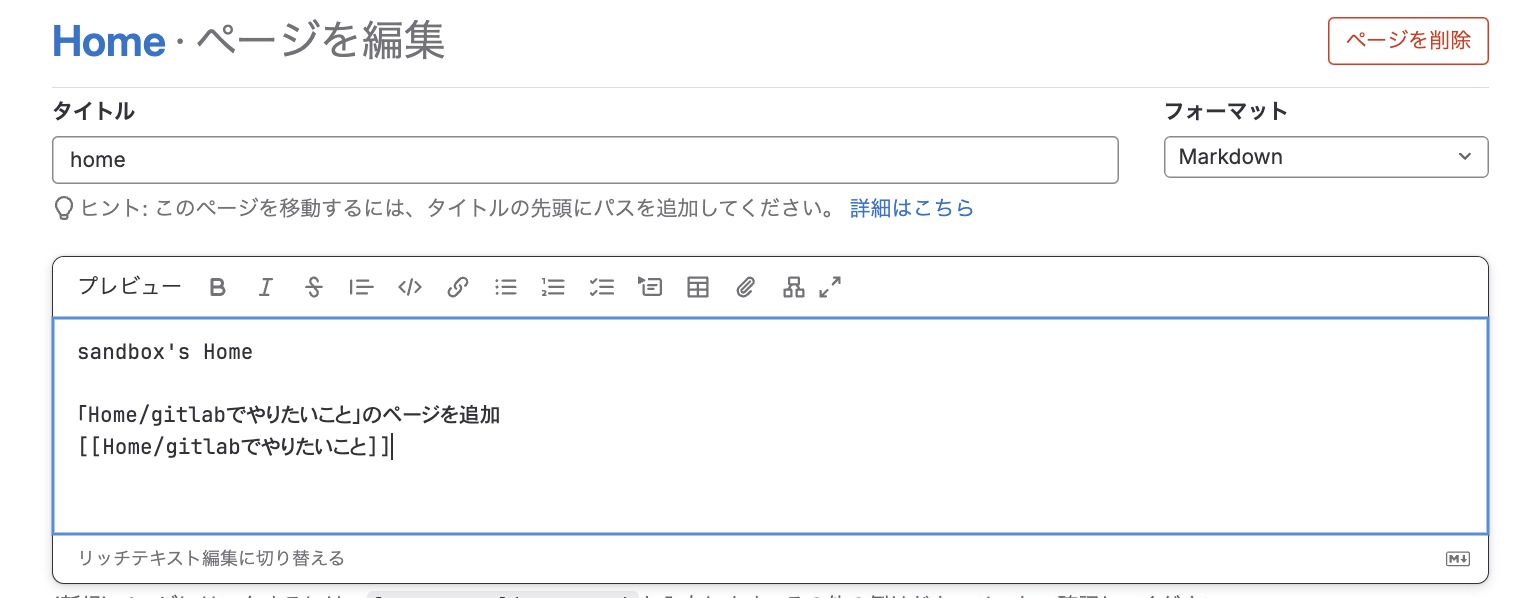 Home · ページを編集
ページを削除
タイトル
フォーマット
home
Markdown
ヒント: このページを移動するには、タイトルの先頭にパスを追加してください。 詳細はこちら
プレビュー
sandbox's Home
「Home/gitlabでやりたいこと」のページを追加
[[Home/gitlabでやりたいこと]]
リッチテキスト編集に切り替える